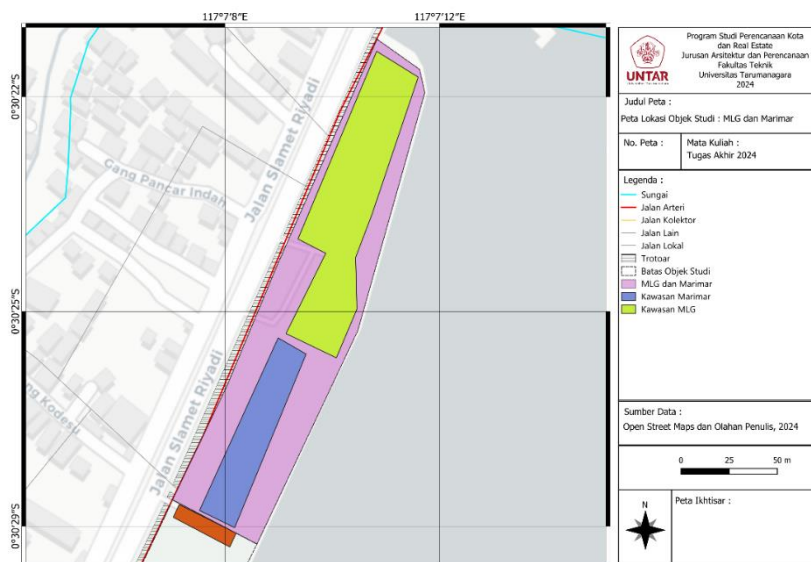 117°7'8"
117°7'12"
0°30'22"S
0°30'25"S
0°30'29"S
Gang Pancar Indah
Jalan Slamet Riyadi
Jalan Slamet Riyadi
ng Kodesu
UNTAR
Program Studi Perencanaan Kota
dan Real Estate
Jurusan Arsitektur dan Perencanaan
Fakultas Teknik
Universitas Tarumanagara
2024
Judul Peta :
Peta Lokasi Objek Studi : MLG dan Marimar
No. Peta :
Mata Kuliah :
Tugas Akhir 2024
Legenda :
Sungai
Jalan Arteri
Jalan Kolektor
Jalan Lain
Jalan Lokal
Trotoar
Batas Objek Studi
MLG dan Marimar
Kawasan Marimar
Kawasan MLG
Sumber Data :
Open Street Maps dan Olahan Penulis, 2024
0 25 50 m
N
Peta Ikhtisar :